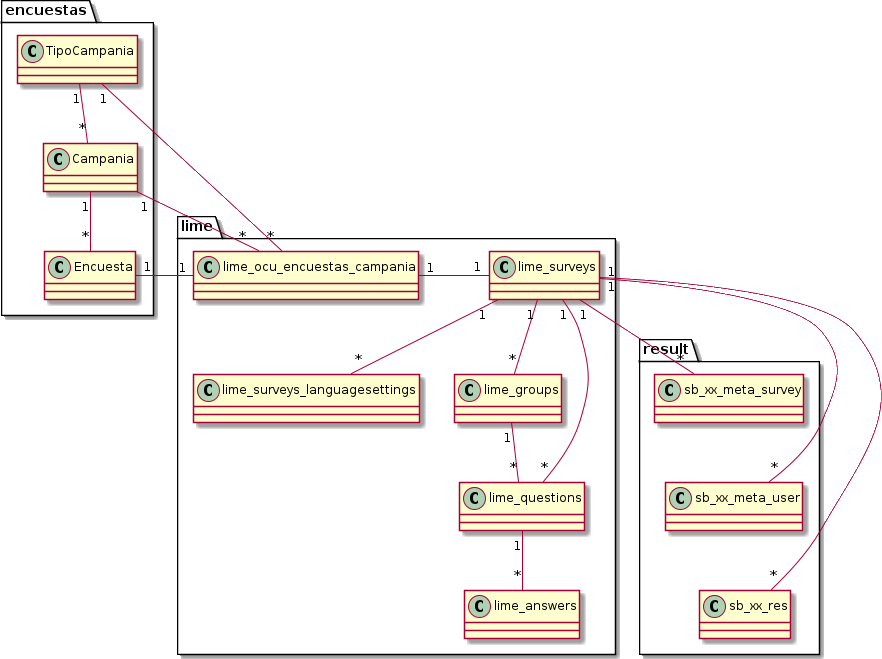 encuestas
C TipoCampania
1 1
*
C Campania
1 1
* * *
lime
C Encuesta
1 1
C lime_ocu_encuestas_campania
1 1
C lime_surveys
1
1
1 1 1 1
result
* * *
C lime_surveys_languagesettings
C lime_groups
C sb_xx_meta_survey
1
* * *
C lime_questions
C sb_xx_meta_user
1
* *
C lime_answers
C sb_xx_res